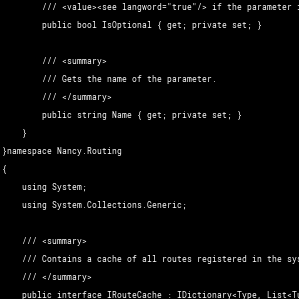 /// <value><see langword="true"/> if the parameter
public bool IsOptional { get; private set; }
/// <summary>
/// Gets the name of the parameter.
/// </summary>
public string Name { get; private set; }
}
}namespace Nancy.Routing
{
using System;
using System.Collections.Generic;
/// <summary>
/// Contains a cache of all routes registered in the
/// </summary>
public interface IRouteCache : IDictionary<Type,